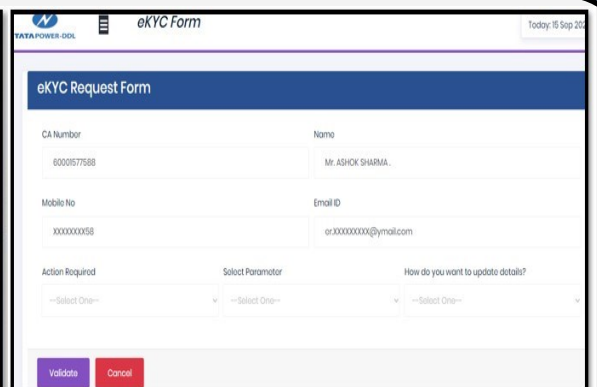 TATA POWER-DDL
eKYC Form
Today: 15 Sep 202
eKYC Request Form
CA Number Name
60001577588 Mr. ASHOK SHARMA .
Mobile No Email ID
XXXXXXXX58 or.XXXXXXXXX@ymail.com
Action Required Select Parameter How do you want to update details?
---Select One--- ---Select One--- ---Select One---
Validate Cancel